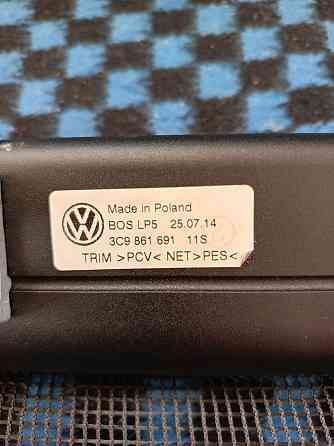 Made in Poland
BOS LP5 25.07.14
3C9 861 691 11S
TRIM >PCV< NET>PES<